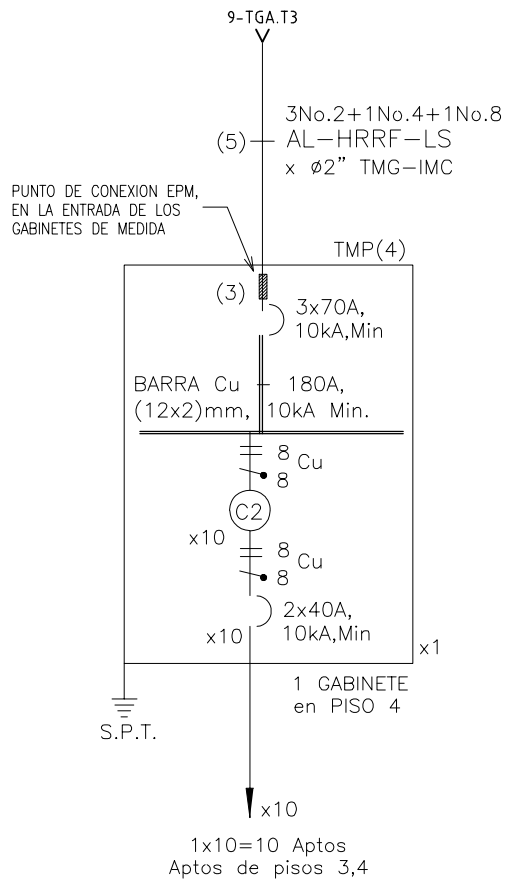 9-TGA.T3
3No.2+1No.4+1No.8
(5) AL-HRRF-LS
x ø2" TMG-IMC
PUNTO DE CONEXION EPM,
EN LA ENTRADA DE LOS
GABINETES DE MEDIDA
TMP(4)
(3) 3x70A,
10kA,Min
BARRA Cu 180A,
(12x2)mm, 10kA Min.
8 Cu
8
C2
x10
8 Cu
8
2x40A,
x10 10kA,Min
x1
1 GABINETE
en PISO 4
S.P.T.
x10
1x10=10 Aptos
Aptos de pisos 3,4